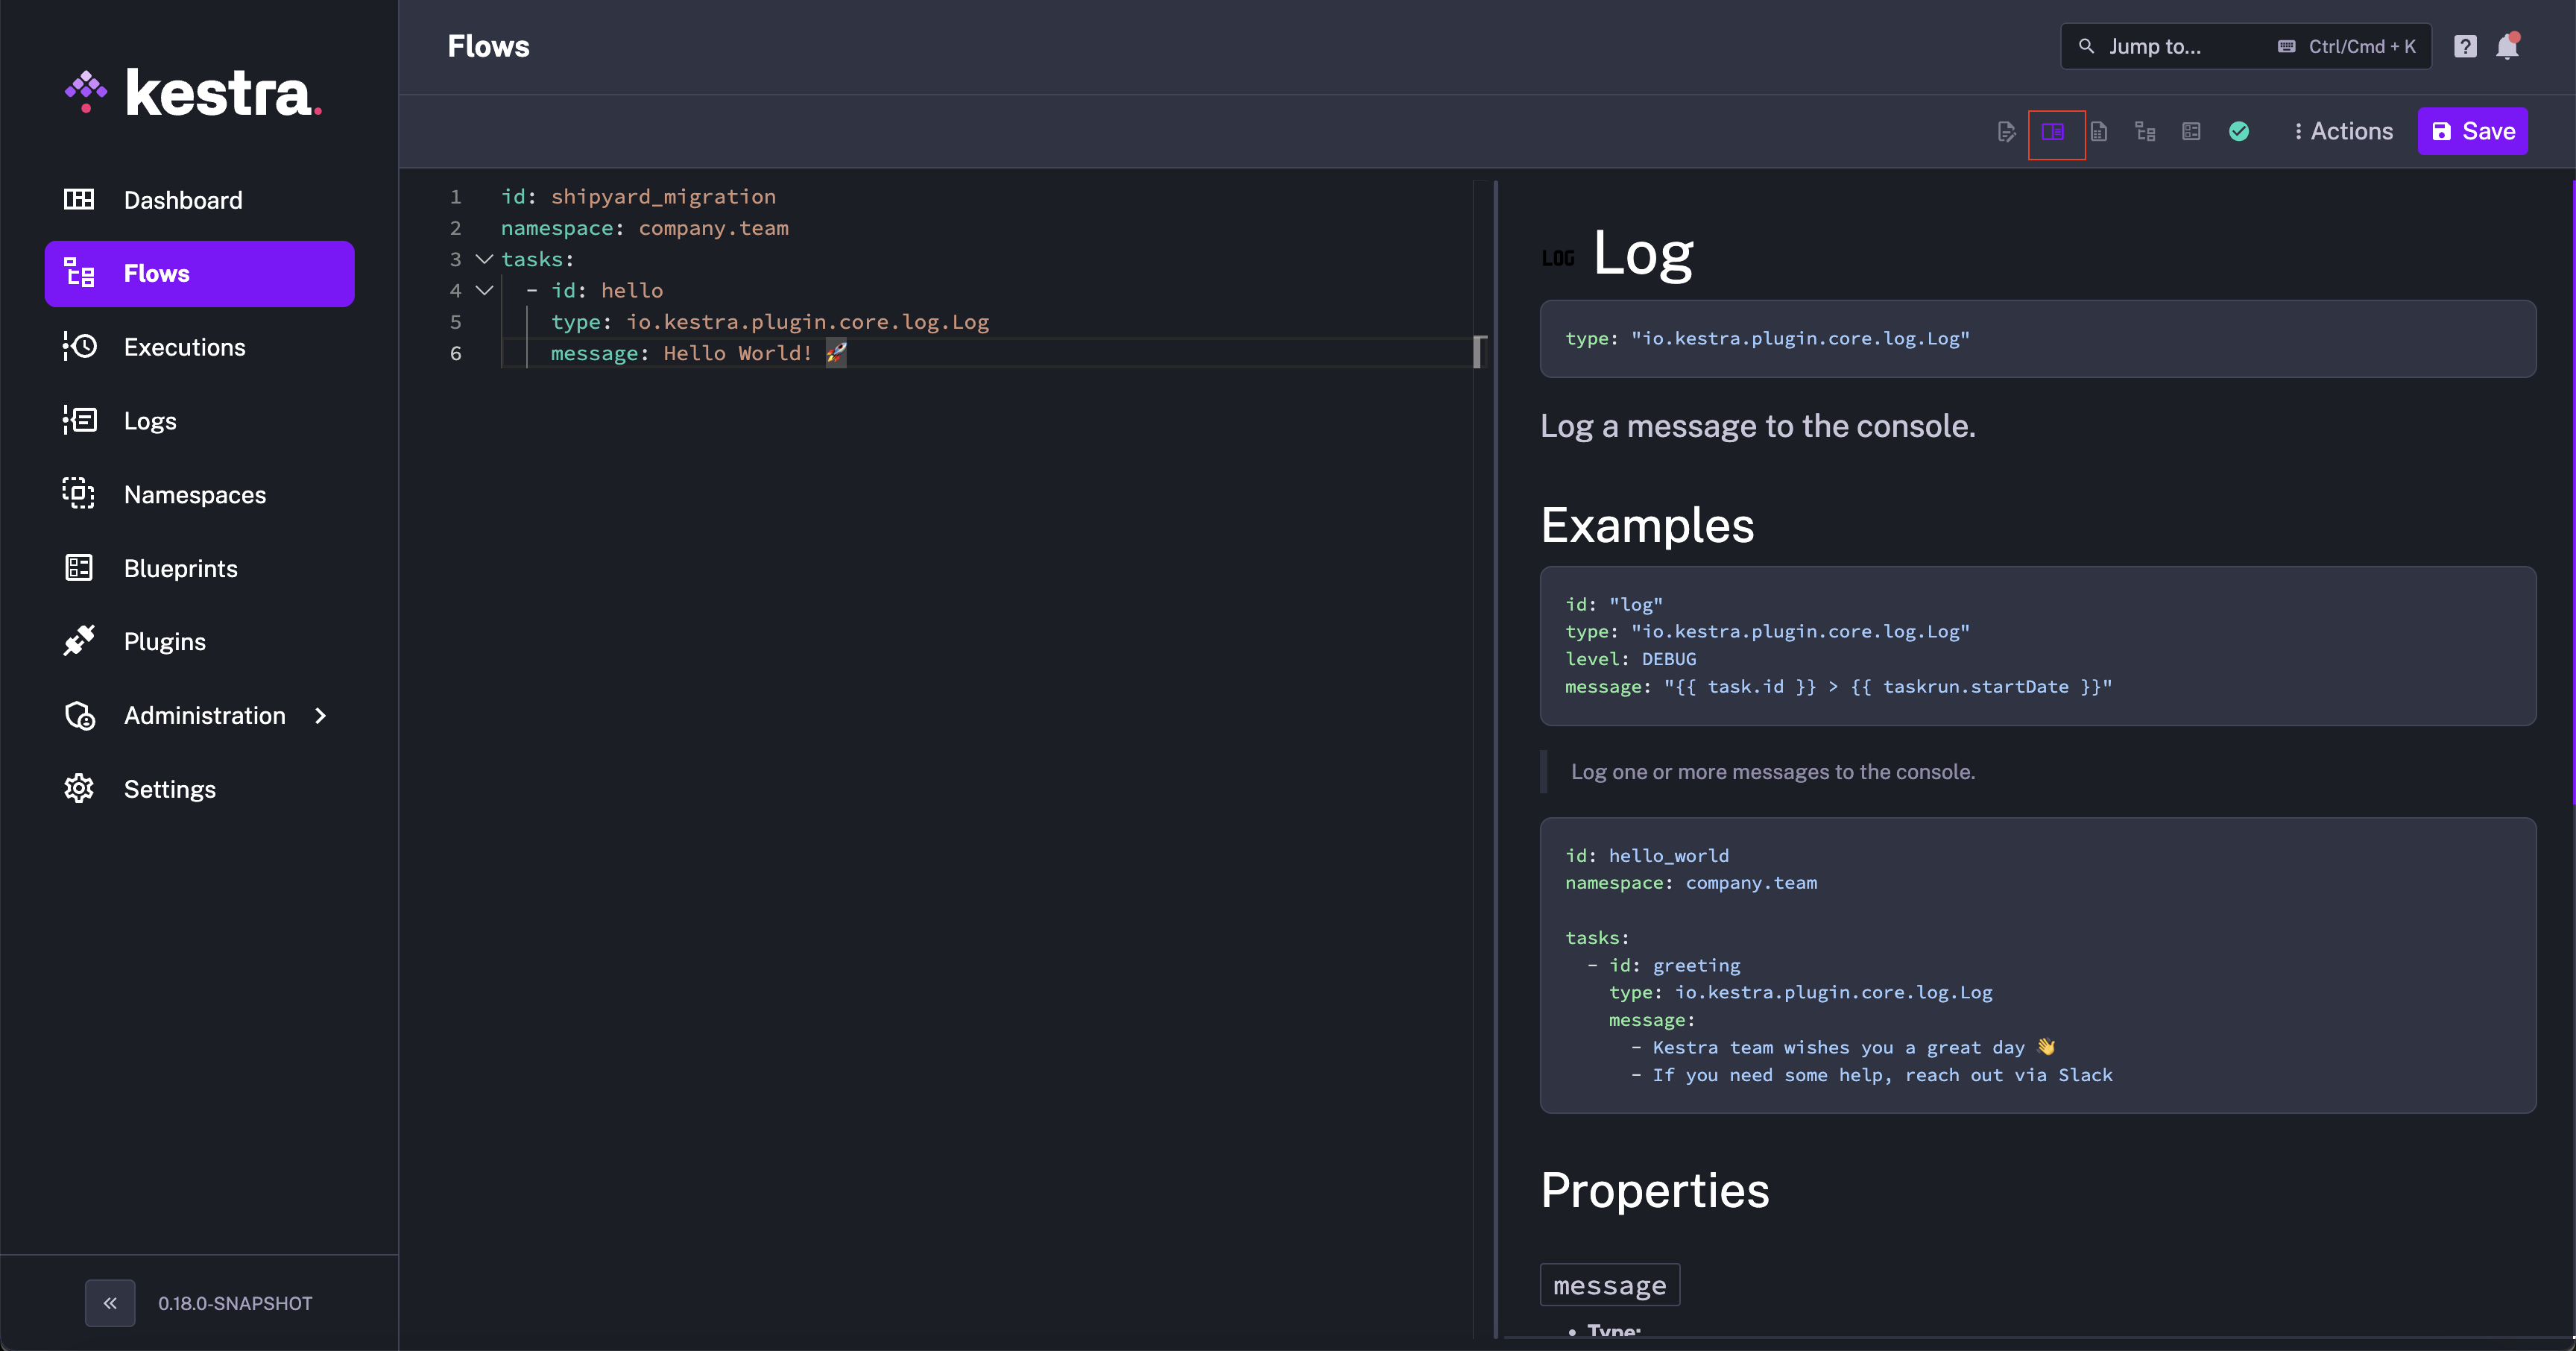 kestra.
Dashboard
Flows
Executions
Logs
Namespaces
Blueprints
Plugins
Administration
Settings
0.18.0-SNAPSHOT
Flows
Jump to...
Ctrl/Cmd + K
Actions
Save
1 id: shipyard_migration
2 namespace: company.team
3 tasks:
4 - id: hello
5 type: io.kestra.plugin.core.log.Log
6 message: Hello World! 🚀
LOG
Log
type: "io.kestra.plugin.core.log.Log"
Log a message to the console.
Examples
id: "log"
type: "io.kestra.plugin.core.log.Log"
level: DEBUG
message: "{{ task.id }} > {{ taskrun.startDate }}"
Log one or more messages to the console.
id: hello_world
namespace: company.team
tasks:
- id: greeting
type: io.kestra.plugin.core.log.Log
message:
- Kestra team wishes you a great day 👋
- If you need some help, reach out via Slack
Properties
message
• Type: